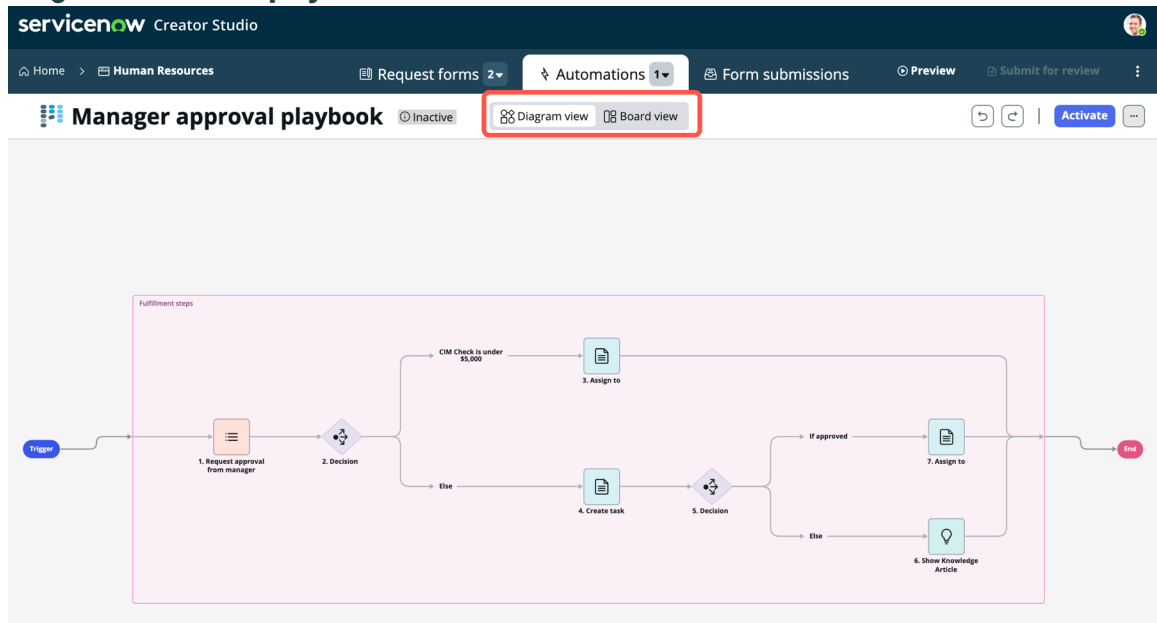 servicenow Creator Studio
Home > Human Resources
Request forms 2
Automations 1
Form submissions
Preview
Submit for review
Manager approval playbook
Inactive
Diagram view
Board view
Activate
Fulfillment steps
CIM Check is under
$5,000
3. Assign to
Trigger
1. Request approval
from manager
2. Decision
If approved
7. Assign to
End
Else
4. Create task
5. Decision
Else
6. Show Knowledge
Article